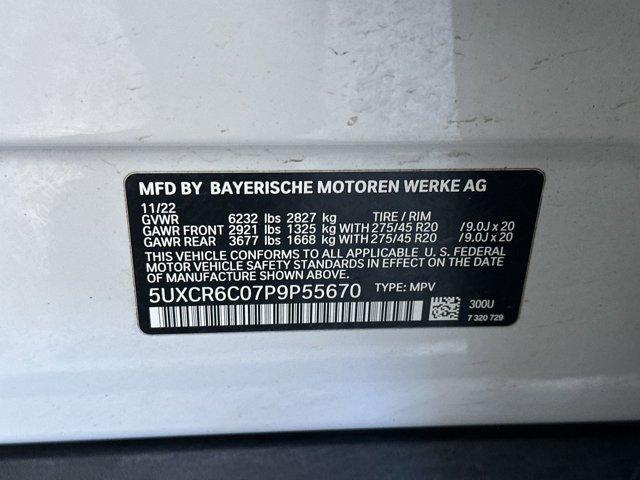 MFD BY BAYERISCHE MOTOREN WERKE AG
11/22
GVWR 6232 lbs 2827 kg TIRE / RIM
GAWR FRONT 2921 lbs 1325 kg WITH 275/45 R20 /9.0J x 20
GAWR REAR 3677 lbs 1668 kg WITH 275/45 R20 /9.0J x 20
THIS VEHICLE CONFORMS TO ALL APPLICABLE U. S. FEDERAL
MOTOR VEHICLE SAFETY STANDARDS IN EFFECT ON THE DATE OF
MANUFACTURE SHOWN ABOVE.
5UXCR6C07P9P55670 TYPE: MPV
300U
7 320 729